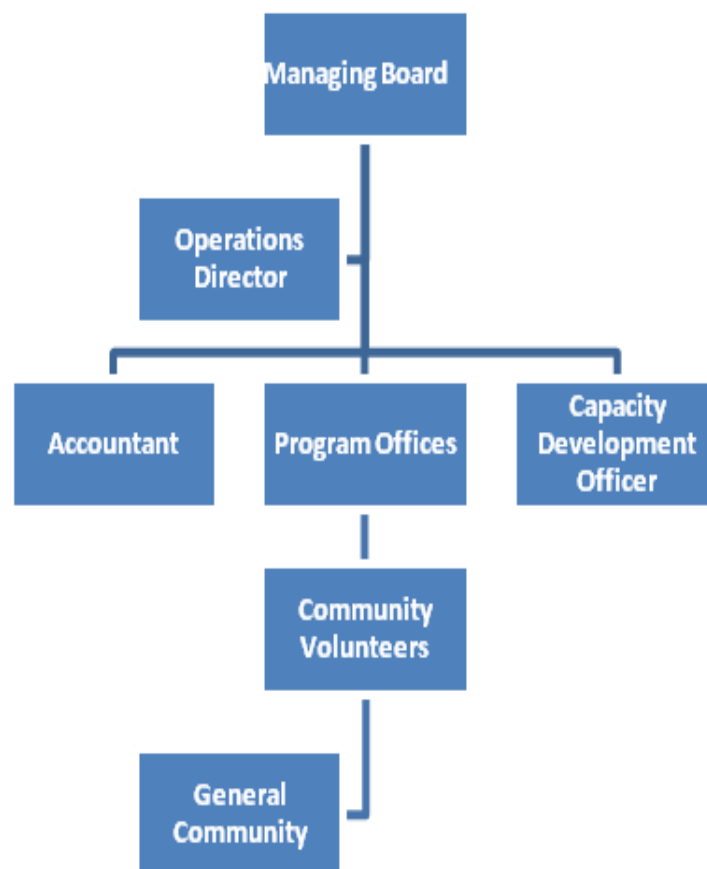 Managing Board
Operations
Director
Accountant
Program Offices
Capacity
Development
Officer
Community
Volunteers
General
Community